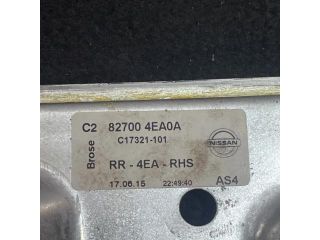 C2 82700 4EA0A
C17321-101
Brose
NISSAN
RR - 4EA - RHS
17.06.15 22:49:40 AS4